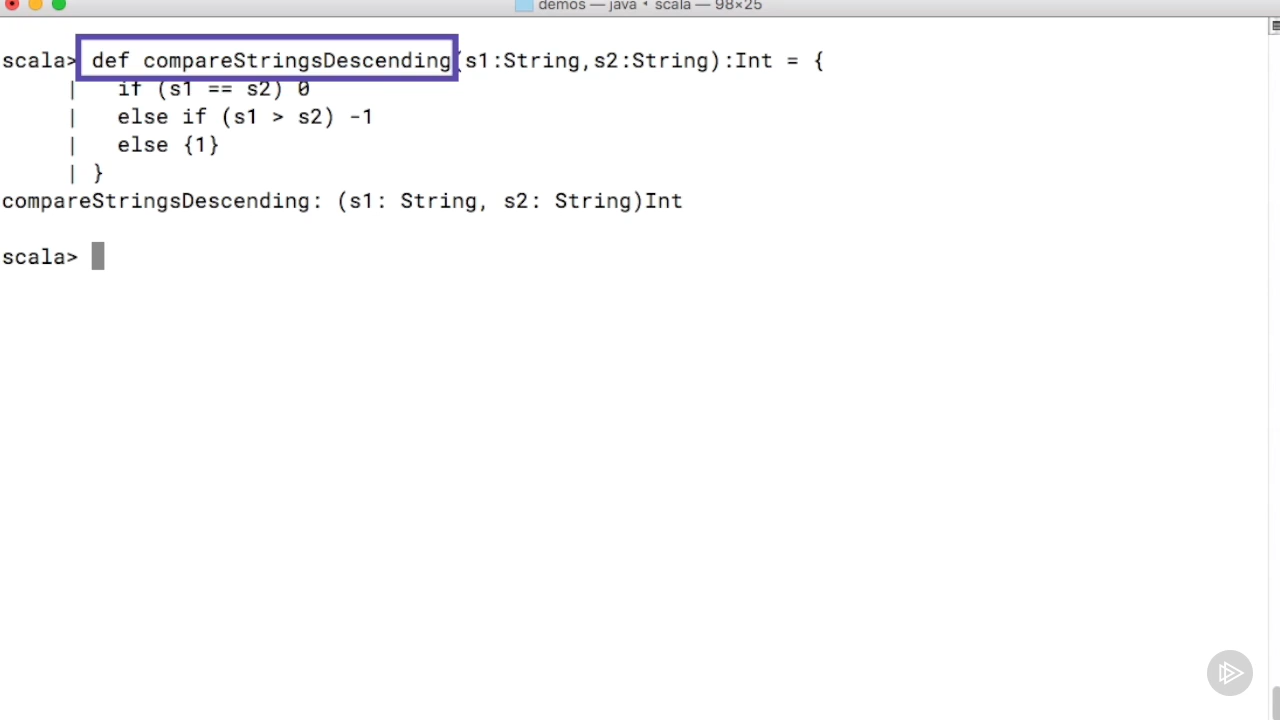 demos — java ‣ scala — 98×25
scala> def compareStringsDescending(s1:String,s2:String):Int = {
| if (s1 == s2) 0
| else if (s1 > s2) -1
| else {1}
| }
compareStringsDescending: (s1: String, s2: String)Int
scala>